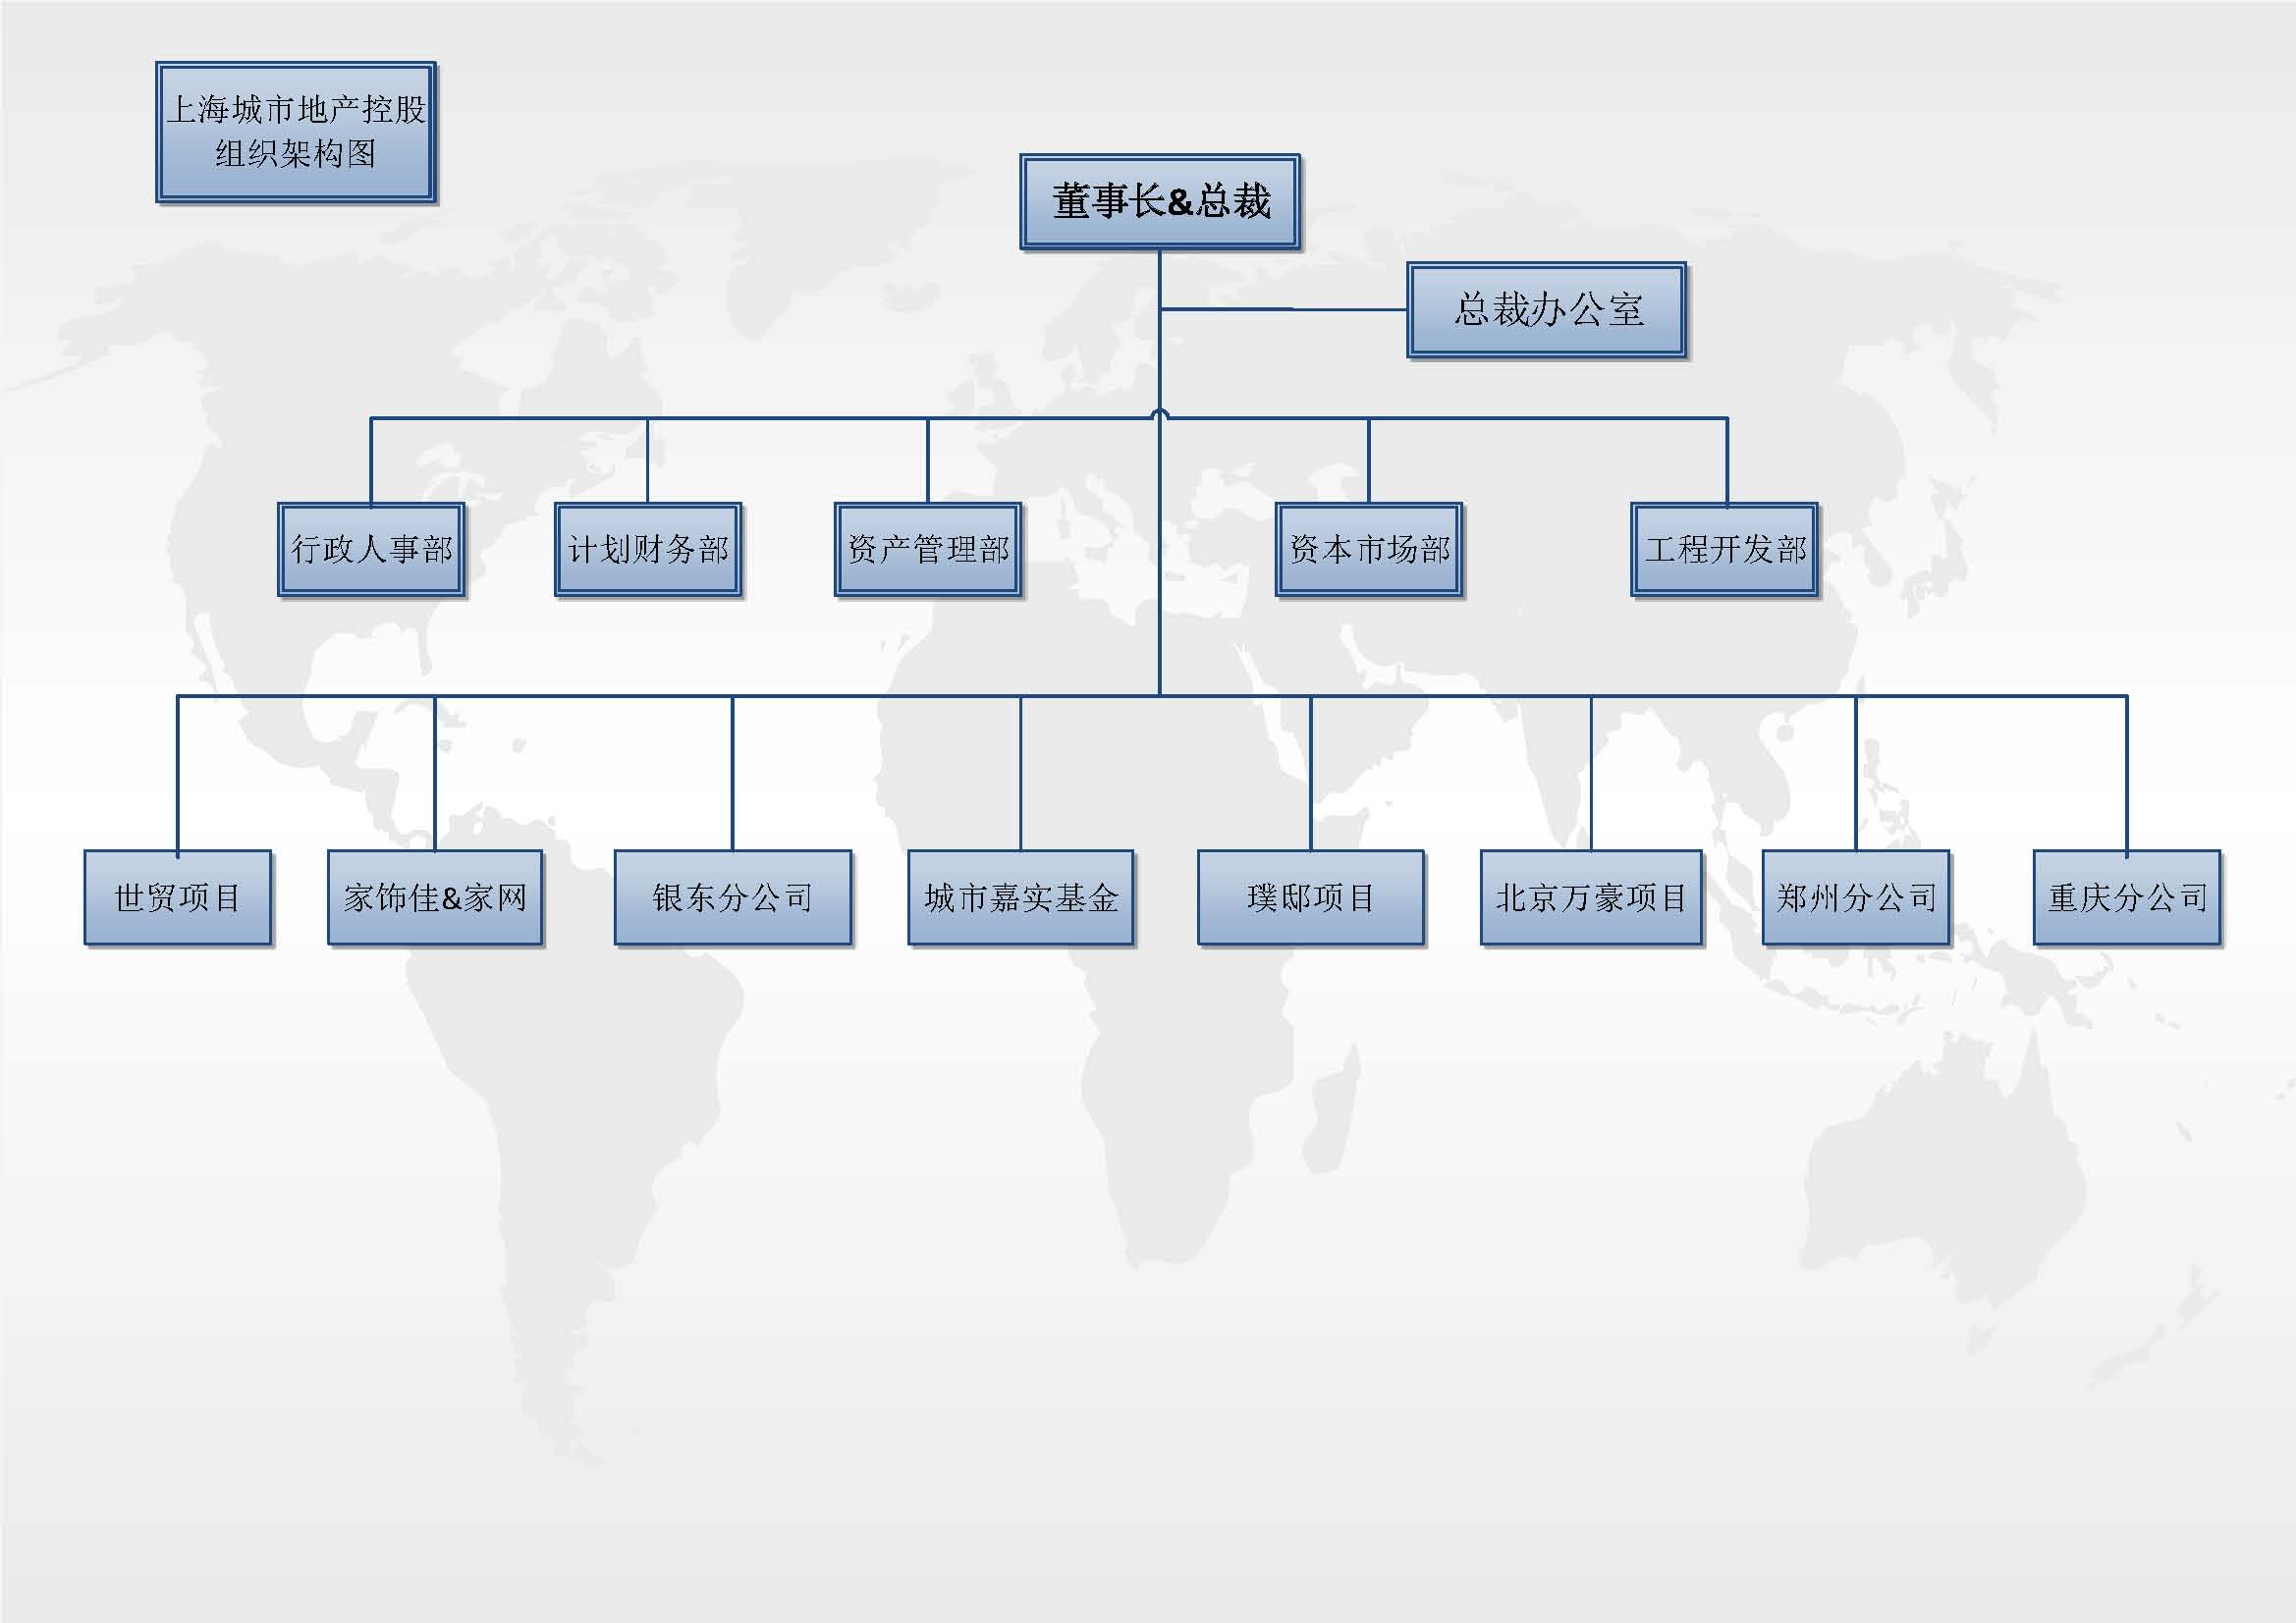 上海城市地产控股
组织架构图
董事长&总裁
总裁办公室
行政人事部
计划财务部
资产管理部
资本市场部
工程开发部
世贸项目
家饰佳&家网
银东分公司
城市嘉实基金
璞邸项目
北京万豪项目
郑州分公司
重庆分公司